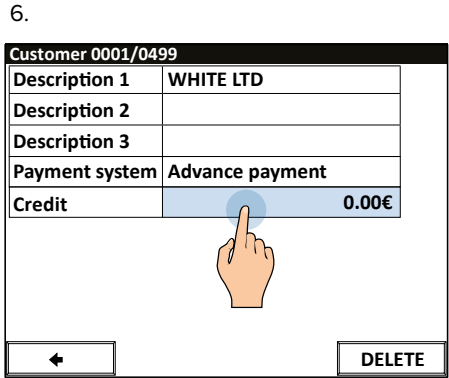 6.
Customer 0001/0499
Description 1 WHITE LTD
Description 2
Description 3
Payment system Advance payment
Credit 0.00€
DELETE